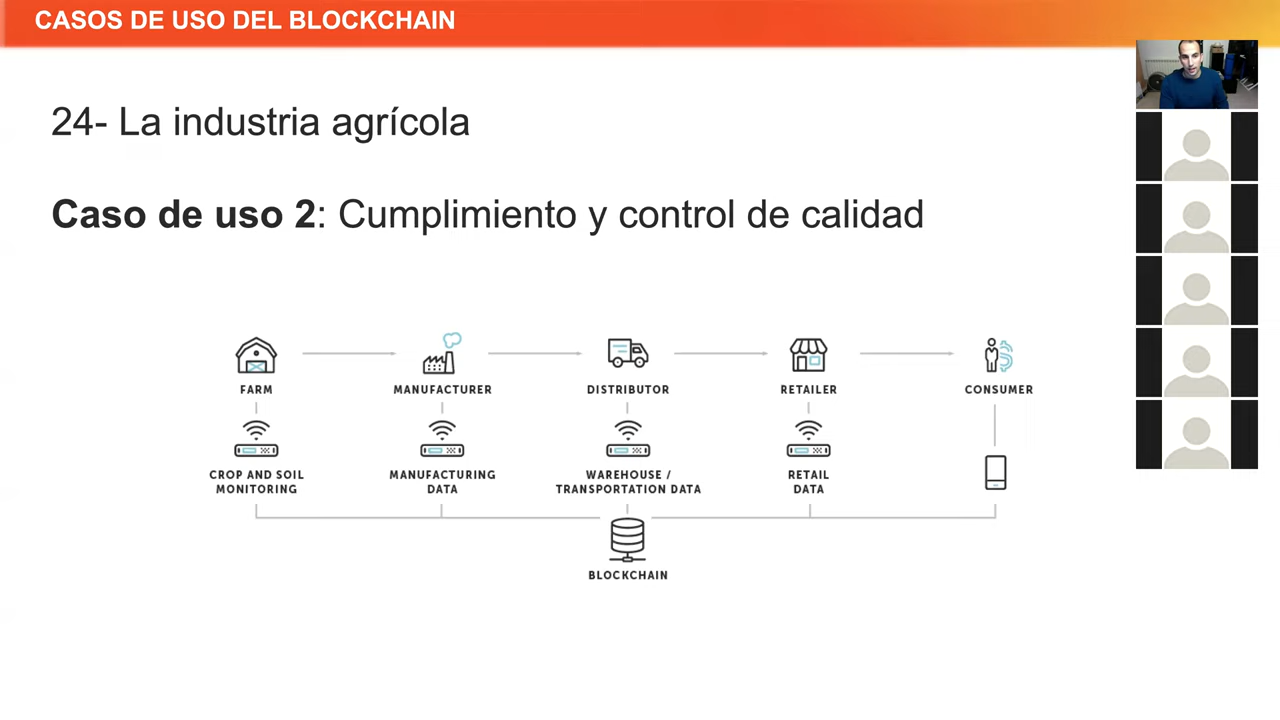 CASOS DE USO DEL BLOCKCHAIN
24- La industria agrícola
Caso de uso 2: Cumplimiento y control de calidad
FARM
MANUFACTURER
DISTRIBUTOR
RETAILER
CONSUMER
CROP AND SOIL
MONITORING
MANUFACTURING
DATA
WAREHOUSE /
TRANSPORTATION DATA
RETAIL
DATA
BLOCKCHAIN